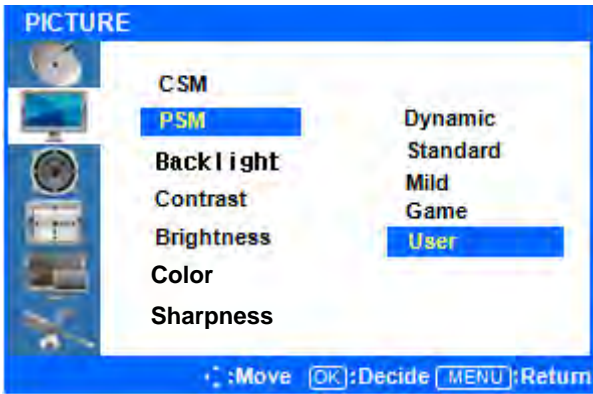 PICTURE
CSM
PSM
Backlight
Contrast
Brightness
Color
Sharpness
Dynamic
Standard
Mild
Game
User
:Move OK:Decide MENU:Return